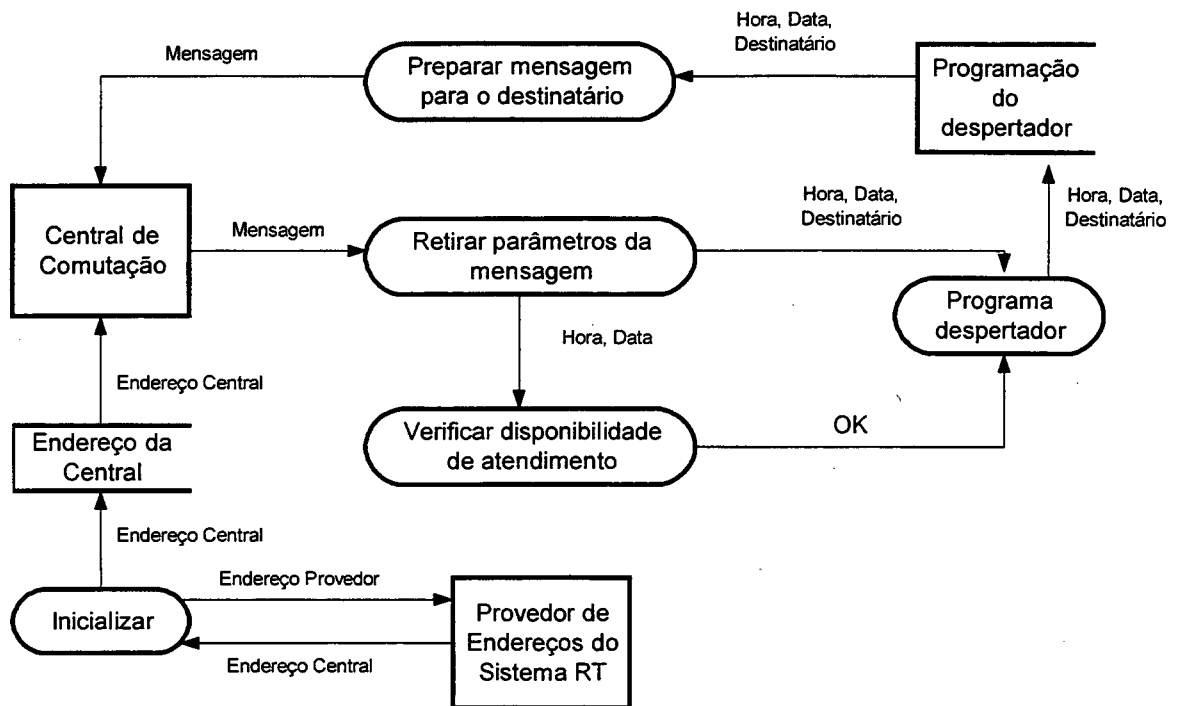 Hora, Data,
Destinatário
Mensagem
Preparar mensagem
para o destinatário
Programação
do
despertador
Hora, Data,
Destinatário
Hora, Data,
Destinatário
Central de
Comutação
Mensagem
Retirar parâmetros da
mensagem
Programa
despertador
Hora, Data
Endereço Central
Verificar disponibilidade
de atendimento
OK
Endereço da
Central
Endereço Central
Endereço Provedor
Inicializar
Provedor de
Endereços do
Sistema RT
Endereço Central